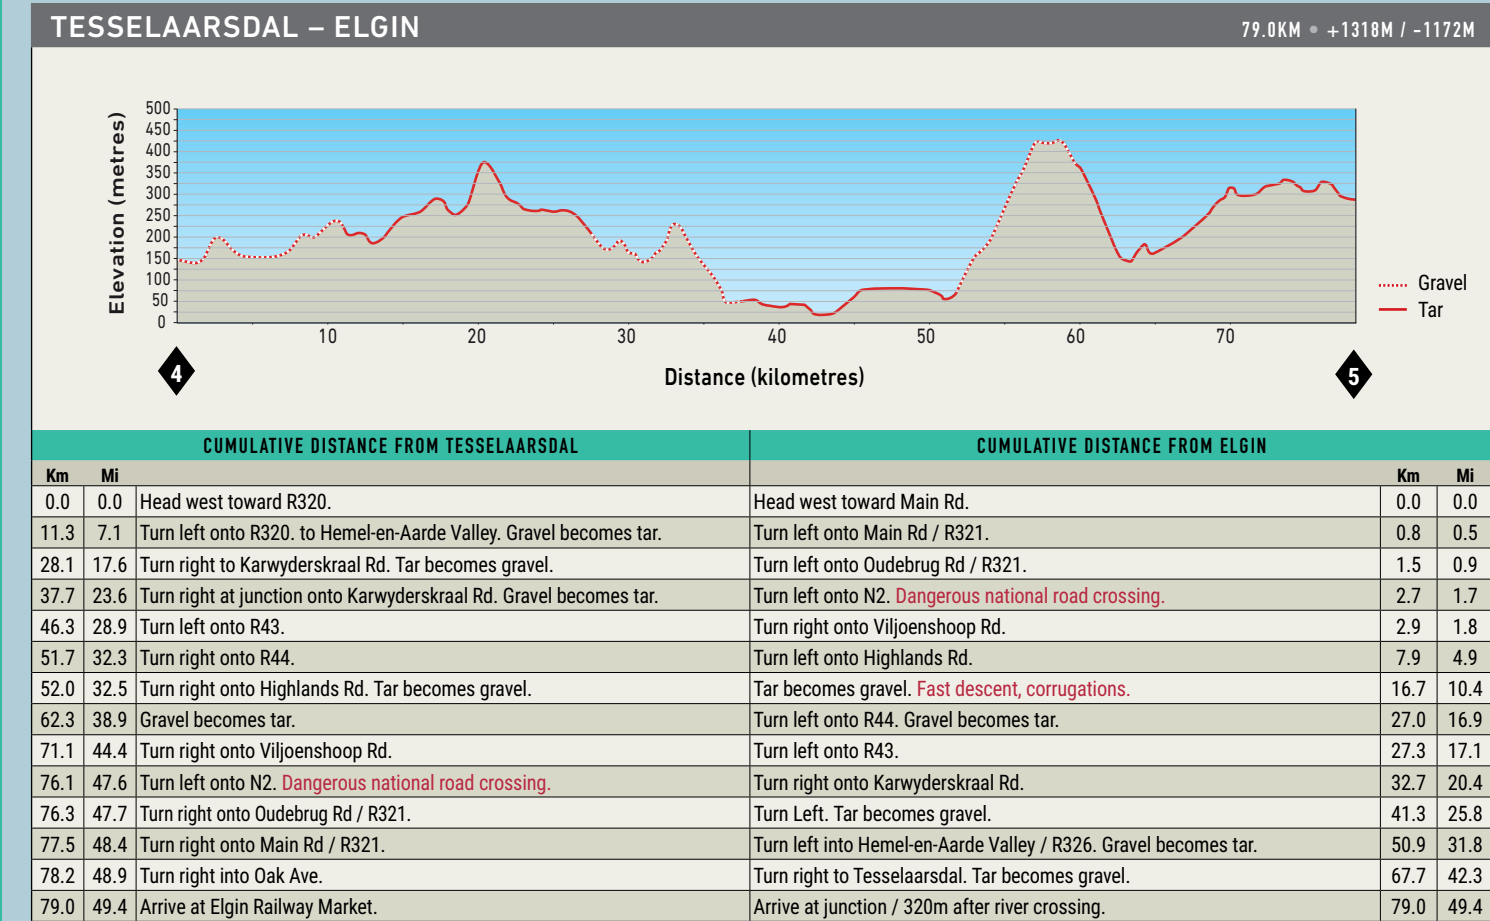 TESSELAARSDAL – ELGIN 79.0KM • +1318M / -1172M
Elevation (metres)
500
450
400
350
300
250
200
150
100
50
0
10 20 30 40 50 60 70
Gravel
Tar
4 Distance (kilometres) 5
CUMULATIVE DISTANCE FROM TESSELAARSDAL CUMULATIVE DISTANCE FROM ELGIN
Km Mi Km Mi
0.0 0.0 Head west toward R320. Head west toward Main Rd. 0.0 0.0
11.3 7.1 Turn left onto R320. to Hemel-en-Aarde Valley. Gravel becomes tar. Turn left onto Main Rd / R321. 0.8 0.5
28.1 17.6 Turn right to Karwyderskraal Rd. Tar becomes gravel. Turn left onto Oudebrug Rd / R321. 1.5 0.9
37.7 23.6 Turn right at junction onto Karwyderskraal Rd. Gravel becomes tar. Turn left onto N2. Dangerous national road crossing. 2.7 1.7
46.3 28.9 Turn left onto R43. Turn right onto Viljoenshoop Rd. 2.9 1.8
51.7 32.3 Turn right onto R44. Turn left onto Highlands Rd. 7.9 4.9
52.0 32.5 Turn right onto Highlands Rd. Tar becomes gravel. Tar becomes gravel. Fast descent, corrugations. 16.7 10.4
62.3 38.9 Gravel becomes tar. Turn left onto R44. Gravel becomes tar. 27.0 16.9
71.1 44.4 Turn right onto Viljoenshoop Rd. Turn left onto R43. 27.3 17.1
76.1 47.6 Turn left onto N2. Dangerous national road crossing. Turn right onto Karwyderskraal Rd. 32.7 20.4
76.3 47.7 Turn right onto Oudebrug Rd / R321. Turn Left. Tar becomes gravel. 41.3 25.8
77.5 48.4 Turn right onto Main Rd / R321. Turn left into Hemel-en-Aarde Valley / R326. Gravel becomes tar. 50.9 31.8
78.2 48.9 Turn right into Oak Ave. Turn right to Tesselaarsdal. Tar becomes gravel. 67.7 42.3
79.0 49.4 Arrive at Elgin Railway Market. Arrive at junction / 320m after river crossing. 79.0 49.4